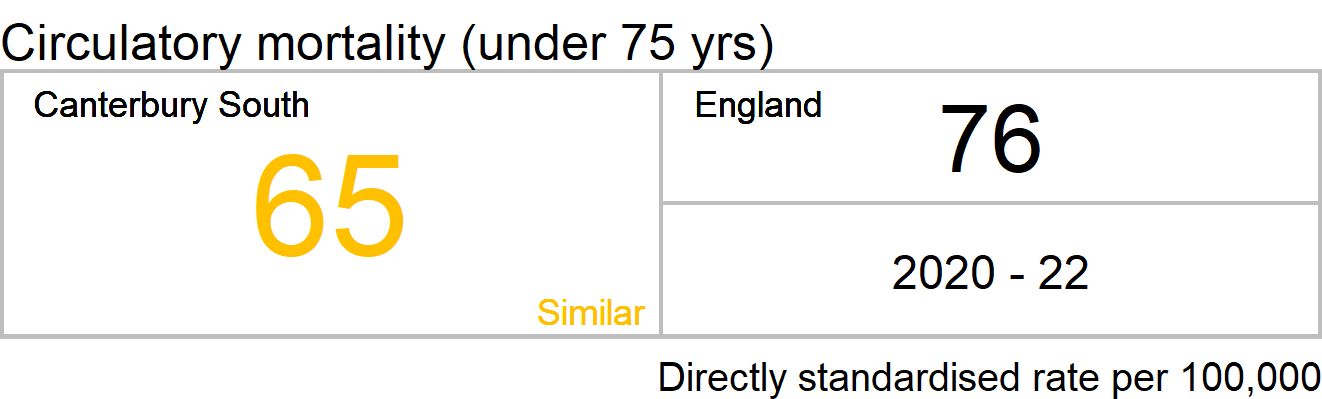 Circulatory mortality (under 75 yrs)
Canterbury South
65
Similar
England
76
2020 - 22
Directly standardised rate per 100,000